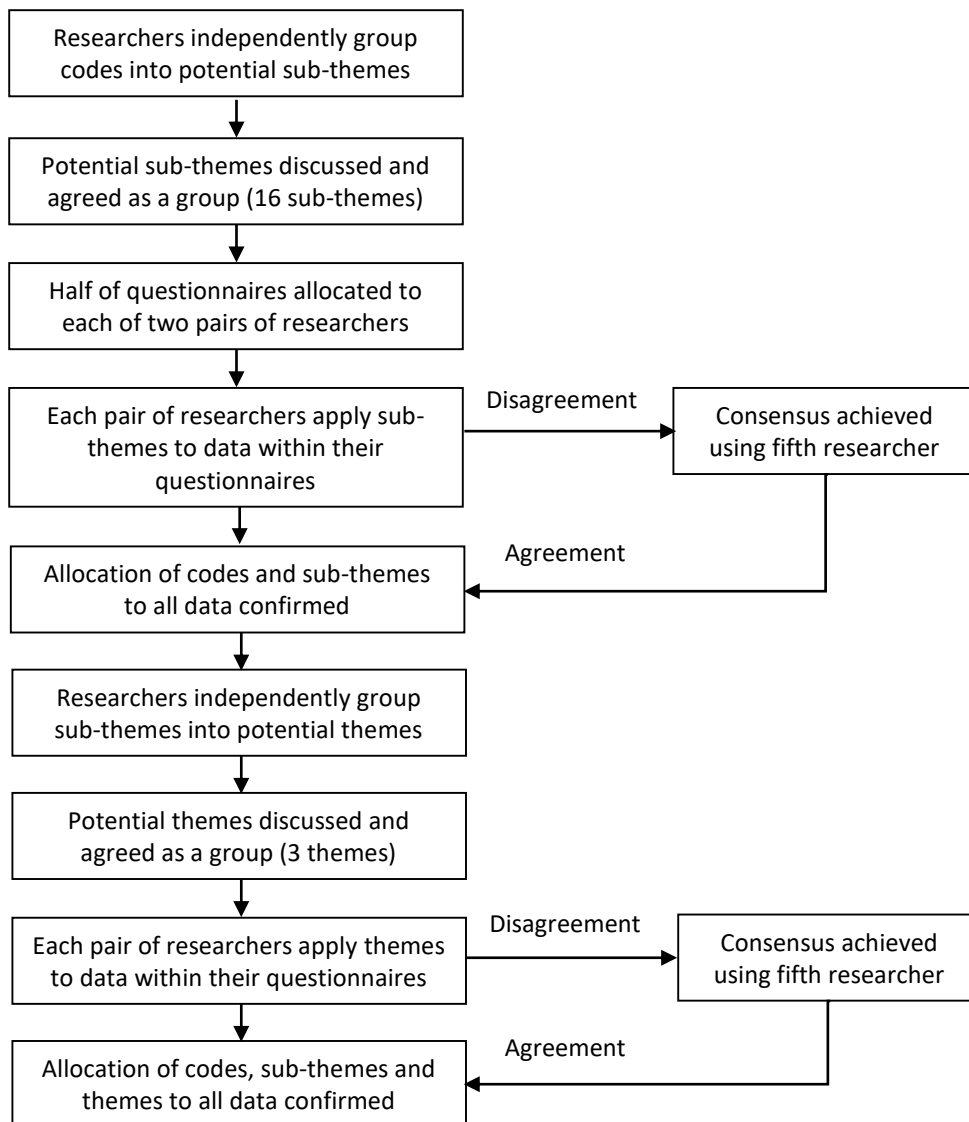 Researchers independently group
codes into potential sub-themes
Potential sub-themes discussed and
agreed as a group (16 sub-themes)
Half of questionnaires allocated to
each of two pairs of researchers
Each pair of researchers apply sub-
themes to data within their
questionnaires
Disagreement
Consensus achieved
using fifth researcher
Agreement
Allocation of codes and sub-themes
to all data confirmed
Researchers independently group
sub-themes into potential themes
Potential themes discussed and
agreed as a group (3 themes)
Each pair of researchers apply themes
to data within their questionnaires
Disagreement
Consensus achieved
using fifth researcher
Agreement
Allocation of codes, sub-themes and
themes to all data confirmed